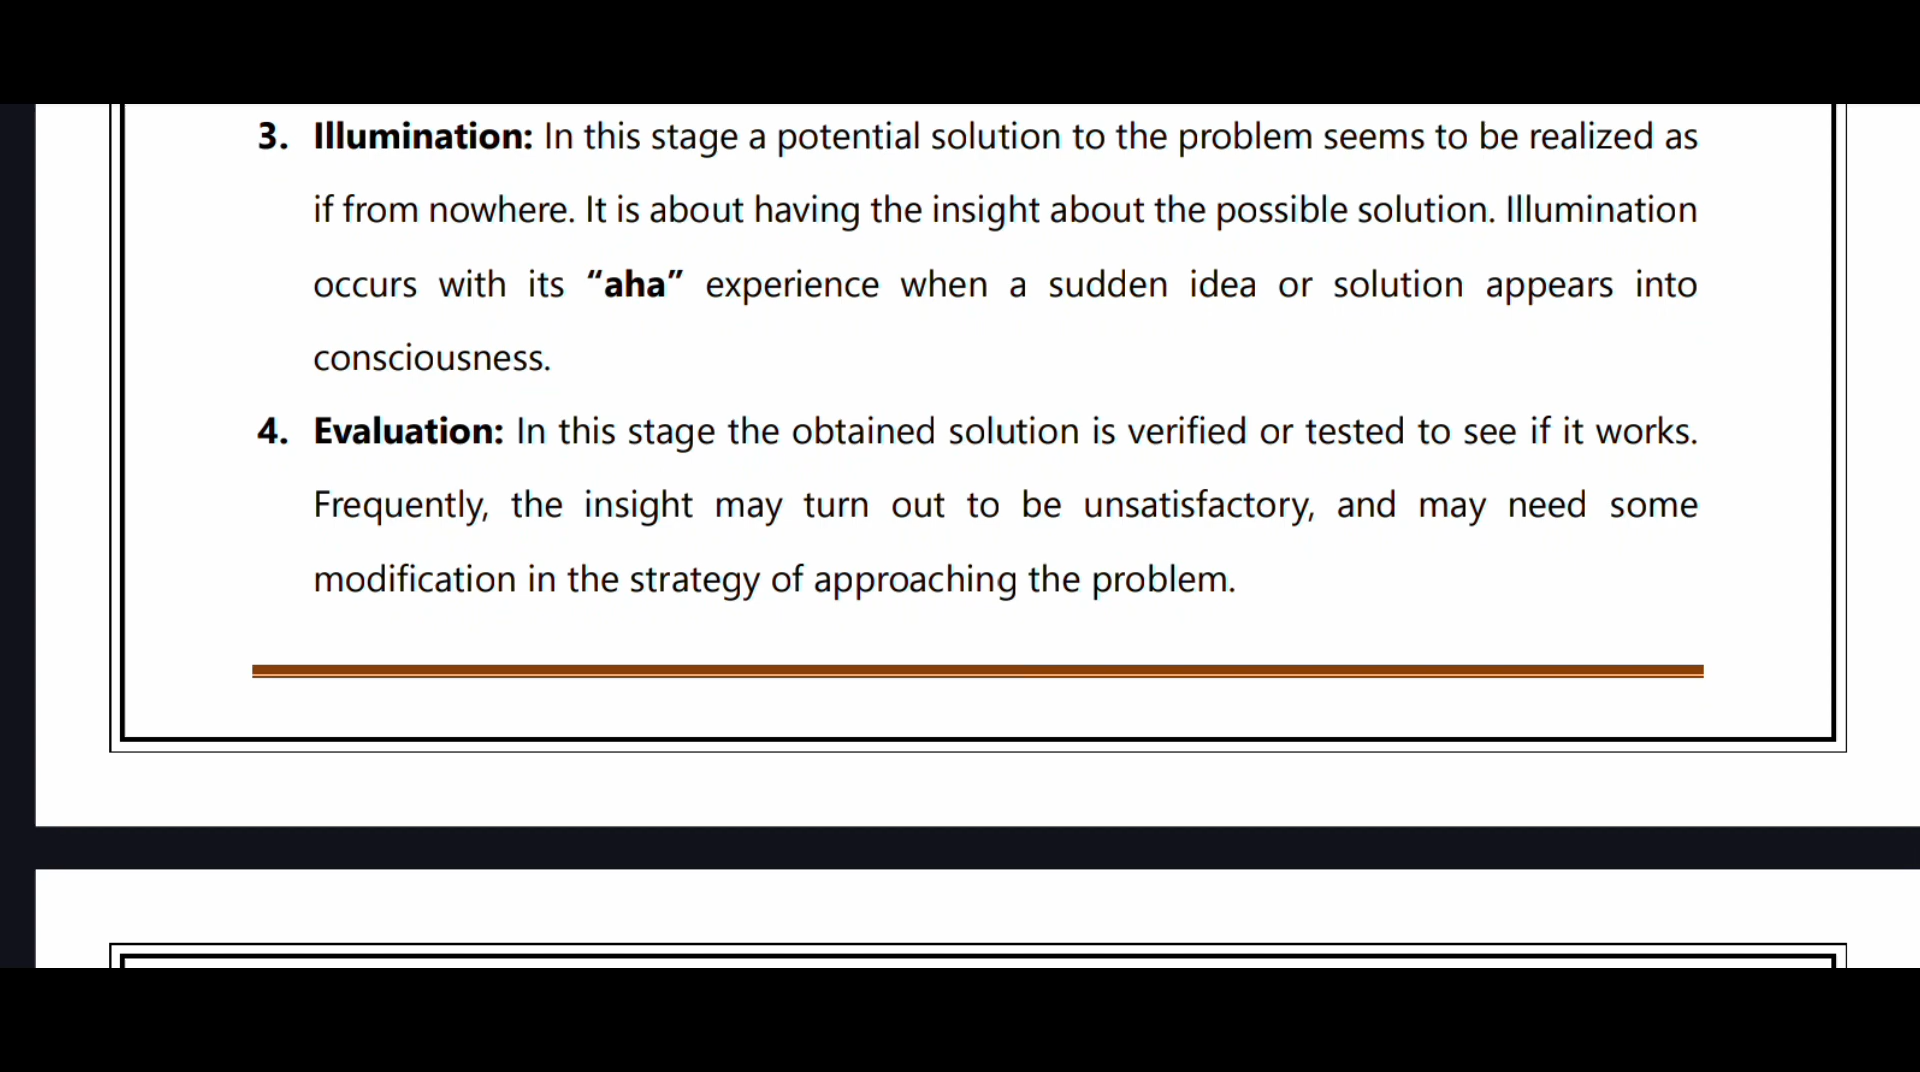 3. Illumination: In this stage a potential solution to the problem seems to be realized as
if from nowhere. It is about having the insight about the possible solution. Illumination
occurs with its “aha” experience when a sudden idea or solution appears into
consciousness.
4. Evaluation: In this stage the obtained solution is verified or tested to see if it works.
Frequently, the insight may turn out to be unsatisfactory, and may need some
modification in the strategy of approaching the problem.